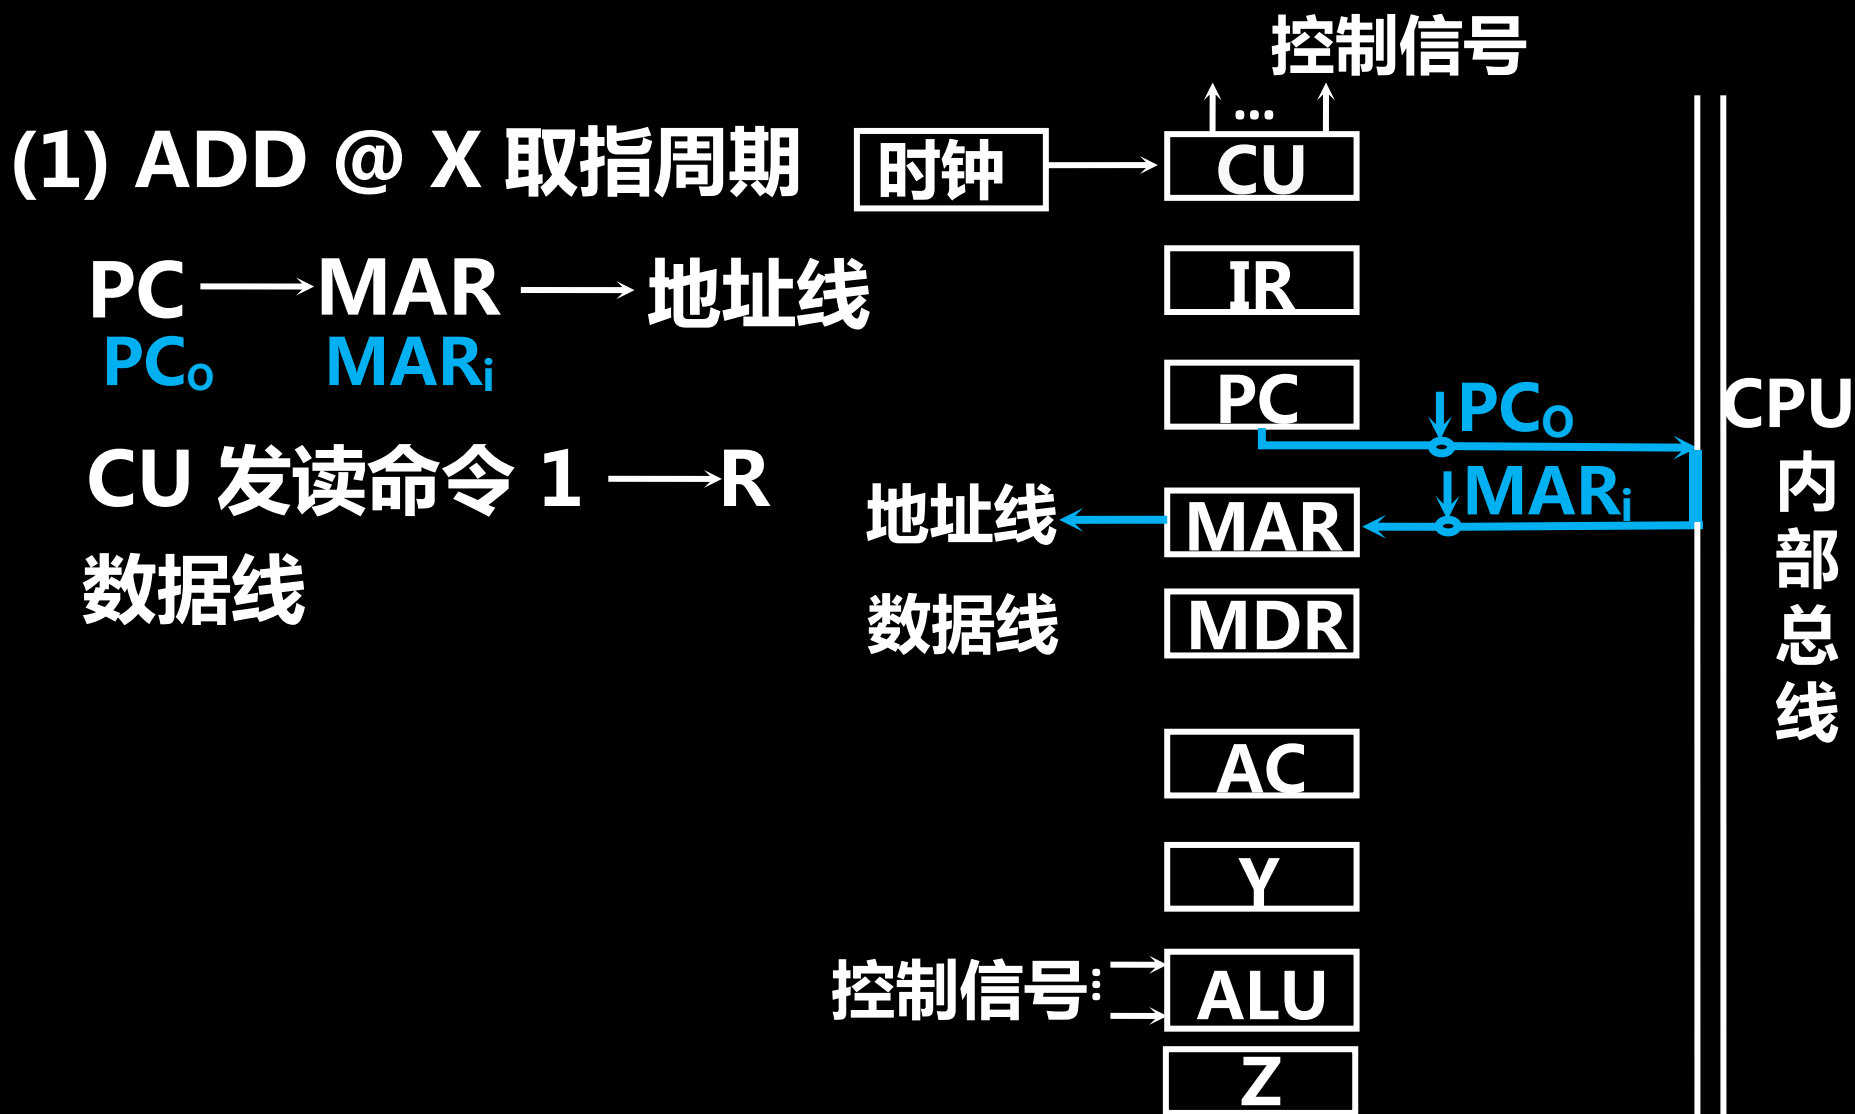 控制信号
...
(1) ADD @ X 取指周期
时钟
CU
PC
MAR
地址线
PCO
MARi
CU 发读命令 1
R
数据线
IR
PC
PCO
MARi
地址线
MAR
数据线
MDR
AC
Y
控制信号
...
ALU
Z
CPU
内
部
总
线